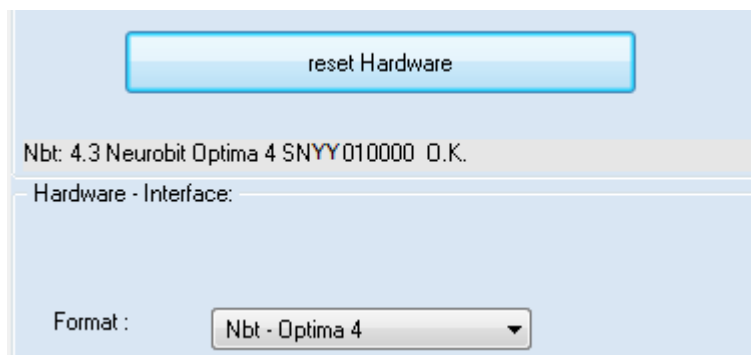 reset Hardware
Nbt: 4.3 Neurobit Optima 4 SNYY010000 O.K.
Hardware - Interface:
Format :
Nbt - Optima 4